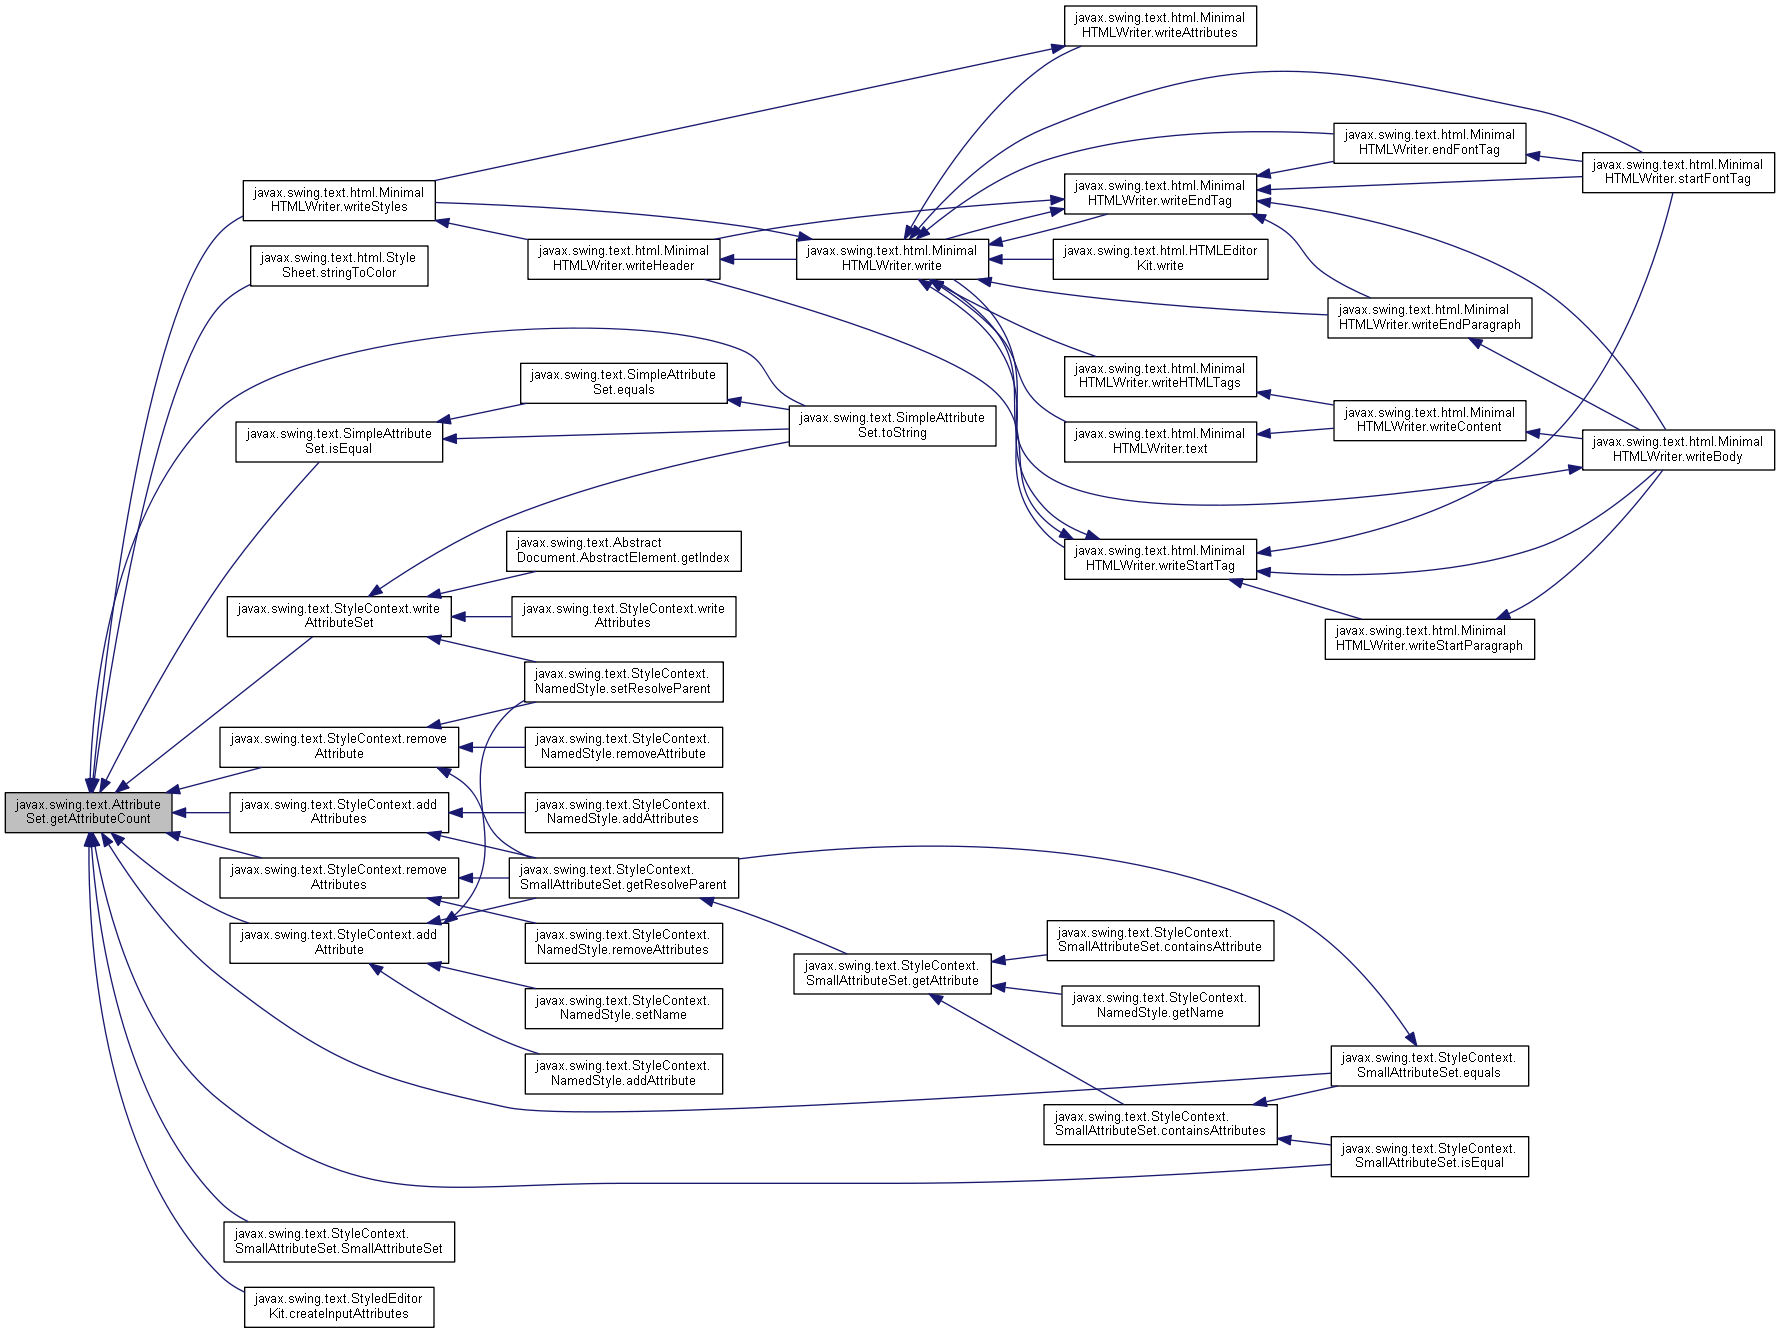 javax.swing.text.html.Minimal
HTMLWriter.writeAttributes
javax.swing.text.html.Minimal
HTMLWriter.endFontTag
javax.swing.text.html.Minimal
HTMLWriter.startFontTag
javax.swing.text.html.Minimal
HTMLWriter.writeStyles
javax.swing.text.html.Minimal
HTMLWriter.writeEndTag
javax.swing.text.html.Style
Sheet.stringToColor
javax.swing.text.html.Minimal
HTMLWriter.writeHeader
javax.swing.text.html.Minimal
HTMLWriter.write
javax.swing.text.html.HTMLEditor
Kit.write
javax.swing.text.html.Minimal
HTMLWriter.writeEndParagraph
javax.swing.text.SimpleAttribute
Set.equals
javax.swing.text.html.Minimal
HTMLWriter.writeHTMLTags
javax.swing.text.SimpleAttribute
Set.toString
javax.swing.text.html.Minimal
HTMLWriter.writeContent
javax.swing.text.SimpleAttribute
Set.isEqual
javax.swing.text.html.Minimal
HTMLWriter.text
javax.swing.text.html.Minimal
HTMLWriter.writeBody
javax.swing.text.Abstract
Document.AbstractElement.getIndex
javax.swing.text.html.Minimal
HTMLWriter.writeStartTag
javax.swing.text.StyleContext.write
AttributeSet
javax.swing.text.StyleContext.write
Attributes
javax.swing.text.html.Minimal
HTMLWriter.writeStartParagraph
javax.swing.text.StyleContext.
NamedStyle.setResolveParent
javax.swing.text.StyleContext.remove
Attribute
javax.swing.text.StyleContext.
NamedStyle.removeAttribute
javax.swing.text.Attribute
Set.getAttributeCount
javax.swing.text.StyleContext.add
Attributes
javax.swing.text.StyleContext.
NamedStyle.addAttributes
javax.swing.text.StyleContext.remove
Attributes
javax.swing.text.StyleContext.
SmallAttributeSet.getResolveParent
javax.swing.text.StyleContext.add
Attribute
javax.swing.text.StyleContext.
NamedStyle.removeAttributes
javax.swing.text.StyleContext.
SmallAttributeSet.containsAttribute
javax.swing.text.StyleContext.
SmallAttributeSet.getAttribute
javax.swing.text.StyleContext.
NamedStyle.setName
javax.swing.text.StyleContext.
NamedStyle.getName
javax.swing.text.StyleContext.
NamedStyle.addAttribute
javax.swing.text.StyleContext.
SmallAttributeSet.equals
javax.swing.text.StyleContext.
SmallAttributeSet.containsAttributes
javax.swing.text.StyleContext.
SmallAttributeSet.isEqual
javax.swing.text.StyleContext.
SmallAttributeSet.SmallAttributeSet
javax.swing.text.StyledEditor
Kit.createInputAttributes